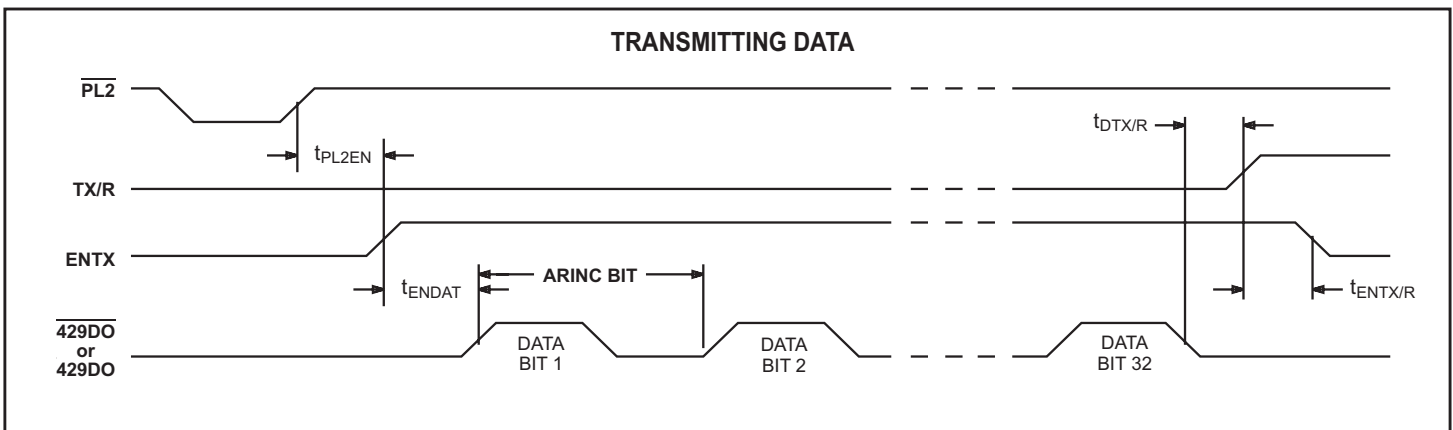 TRANSMITTING DATA
PL2
tDTX/R
tPL2EN
TX/R
ENTX
ARINC BIT
tENDAT
tENTX/R
429DO
or
429DO
DATA
BIT 1
DATA
BIT 2
DATA
BIT 32